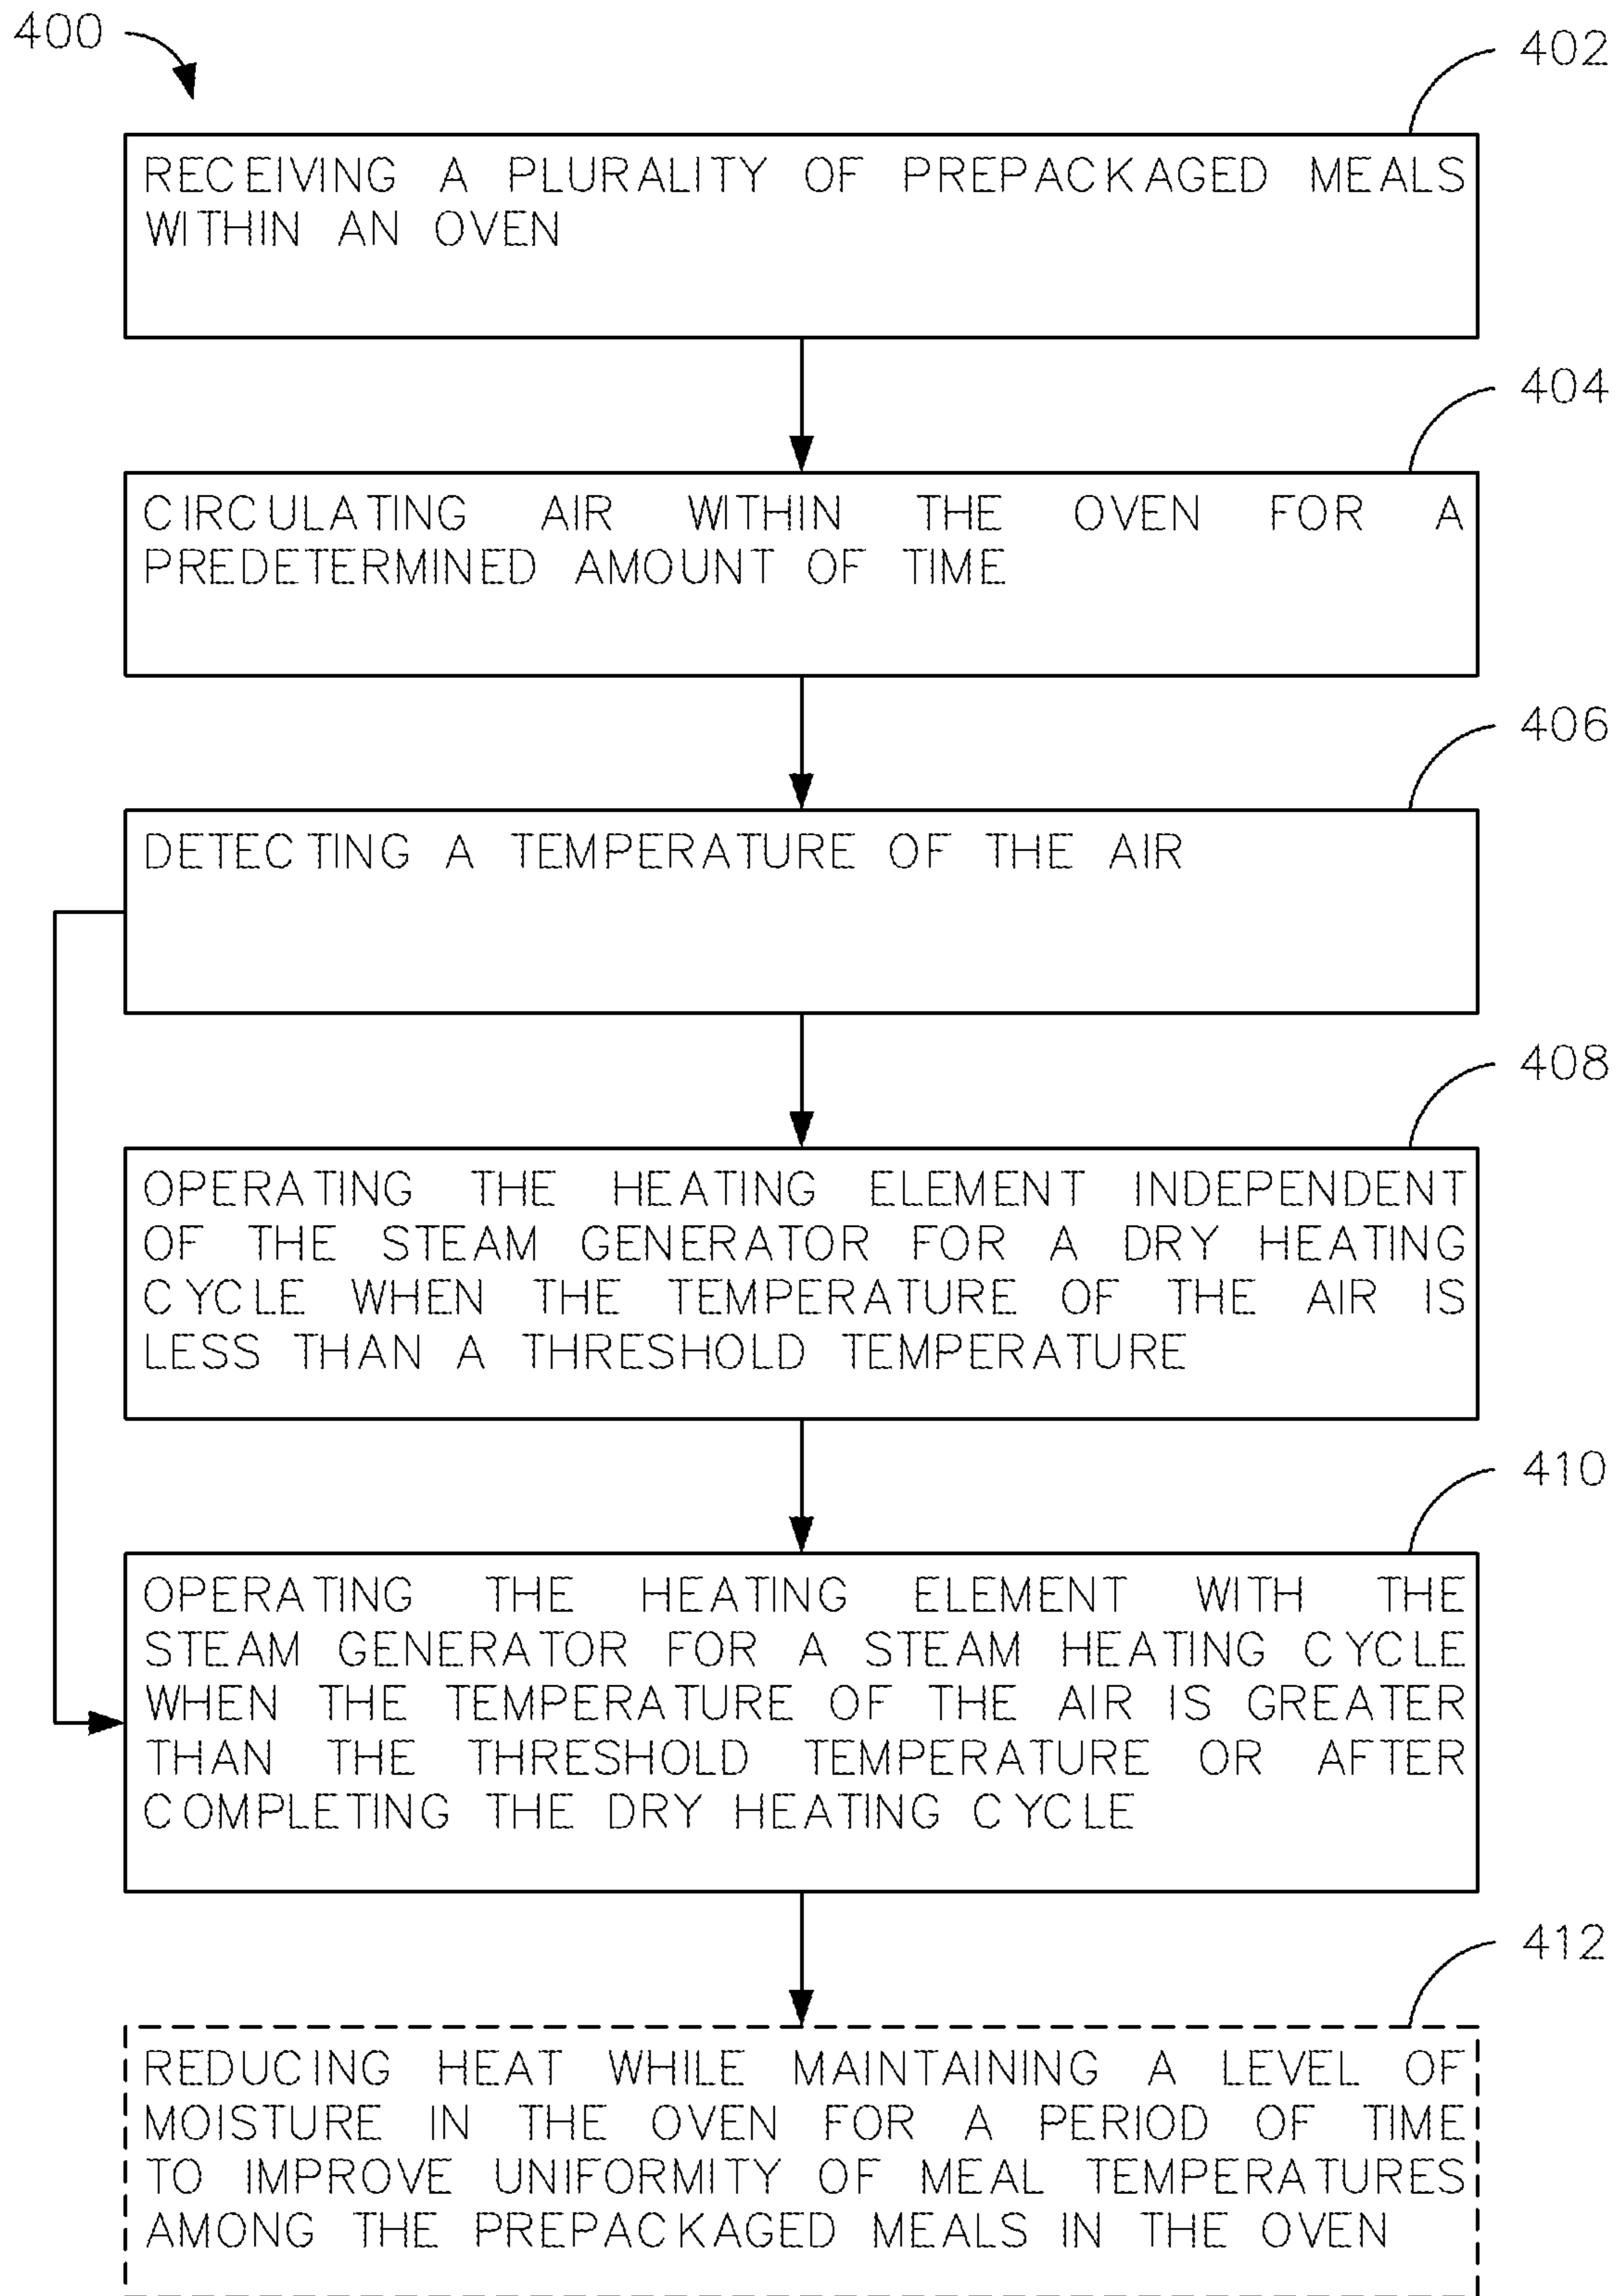 400
402
RECEIVING A PLURALITY OF PREPACKAGED MEALS
WITHIN AN OVEN
404
CIRCULATING AIR WITHIN THE OVEN FOR A
PREDETERMINED AMOUNT OF TIME
406
DETECTING A TEMPERATURE OF THE AIR
408
OPERATING THE HEATING ELEMENT INDEPENDENT
OF THE STEAM GENERATOR FOR A DRY HEATING
CYCLE WHEN THE TEMPERATURE OF THE AIR IS
LESS THAN A THRESHOLD TEMPERATURE
410
OPERATING THE HEATING ELEMENT WITH THE
STEAM GENERATOR FOR A STEAM HEATING CYCLE
WHEN THE TEMPERATURE OF THE AIR IS GREATER
THAN THE THRESHOLD TEMPERATURE OR AFTER
COMPLETING THE DRY HEATING CYCLE
412
REDUCING HEAT WHILE MAINTAINING A LEVEL OF
MOISTURE IN THE OVEN FOR A PERIOD OF TIME
TO IMPROVE UNIFORMITY OF MEAL TEMPERATURES
AMONG THE PREPACKAGED MEALS IN THE OVEN